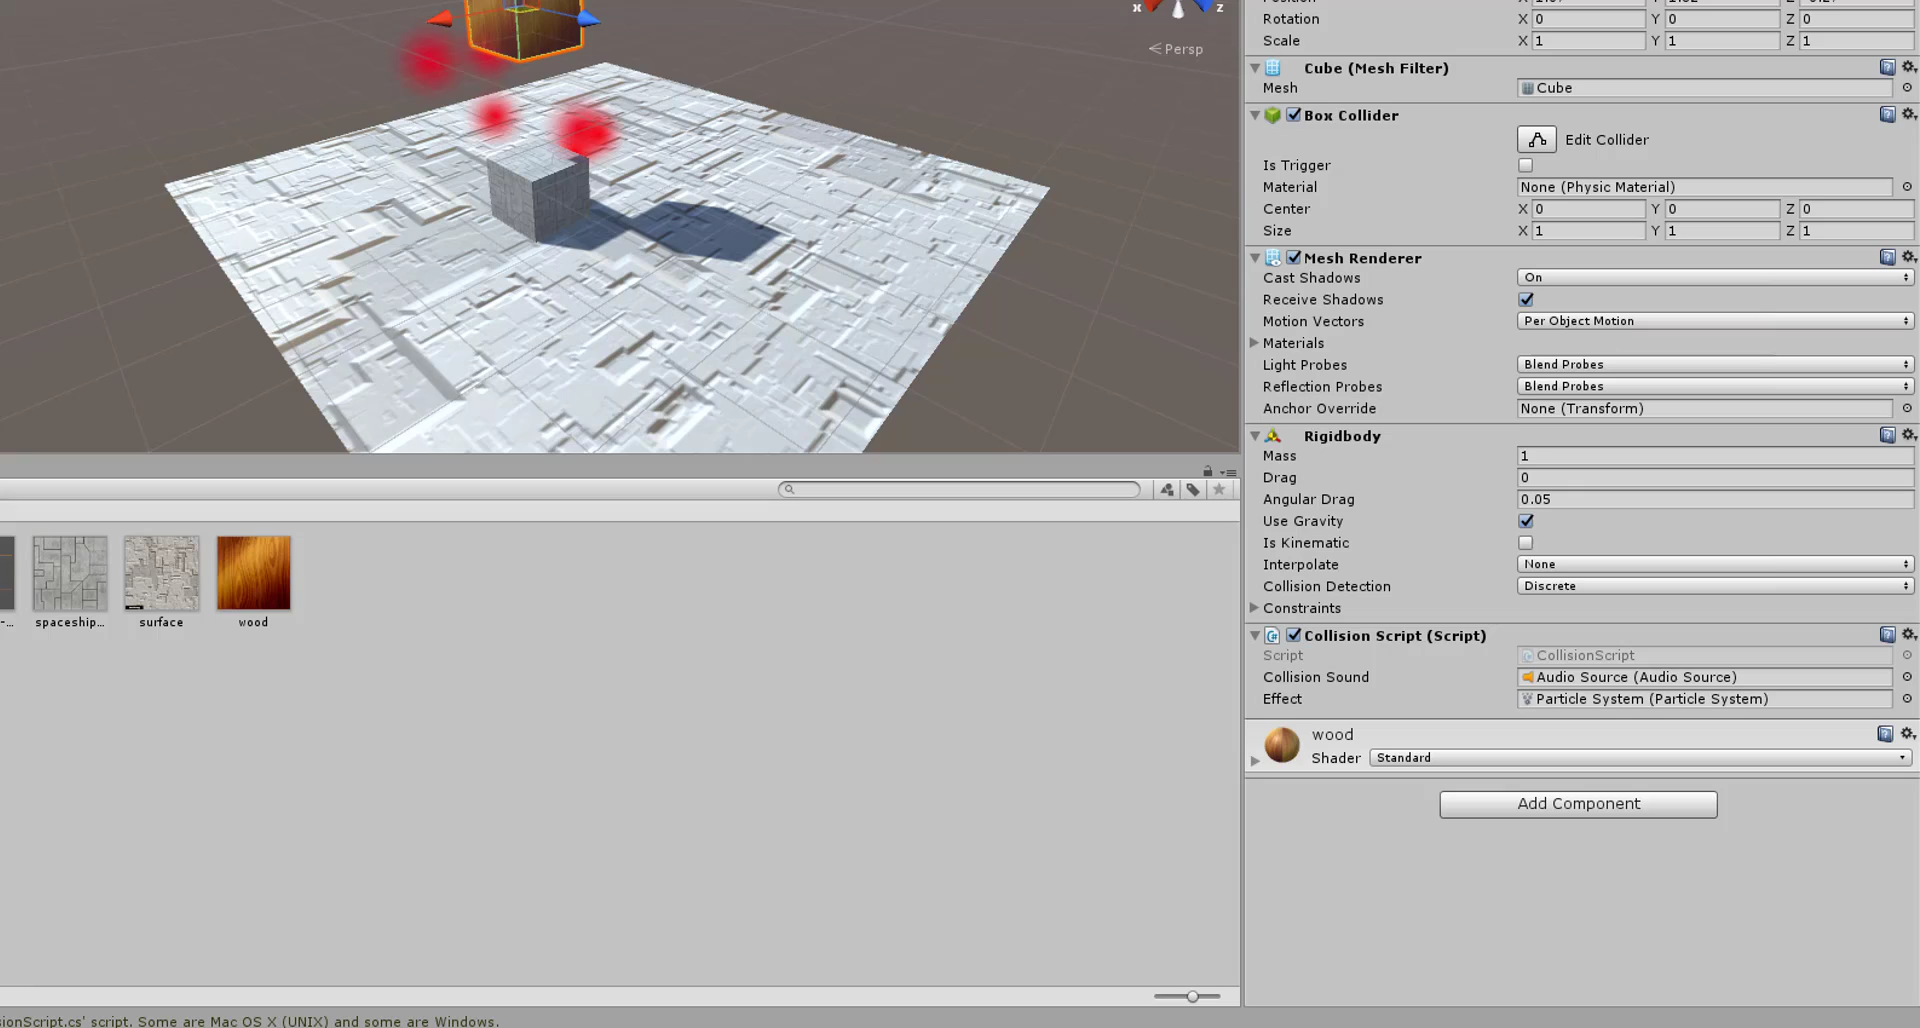 x z
Persp
Rotation X 0 Y 0 Z 0
Scale X 1 Y 1 Z 1
Cube (Mesh Filter)
Mesh Cube
Box Collider
Edit Collider
Is Trigger
Material None (Physic Material)
Center X 0 Y 0 Z 0
Size X 1 Y 1 Z 1
Mesh Renderer
Cast Shadows On
Receive Shadows
Motion Vectors Per Object Motion
Materials
Light Probes Blend Probes
Reflection Probes Blend Probes
Anchor Override None (Transform)
Rigidbody
Mass 1
Drag 0
Angular Drag 0.05
Use Gravity
Is Kinematic
Interpolate None
Collision Detection Discrete
Constraints
Collision Script (Script)
Script CollisionScript
Collision Sound Audio Source (Audio Source)
Effect Particle System (Particle System)
wood
Shader Standard
Add Component
-... spaceship... surface wood
ionScript.cs' script. Some are Mac OS X (UNIX) and some are Windows.